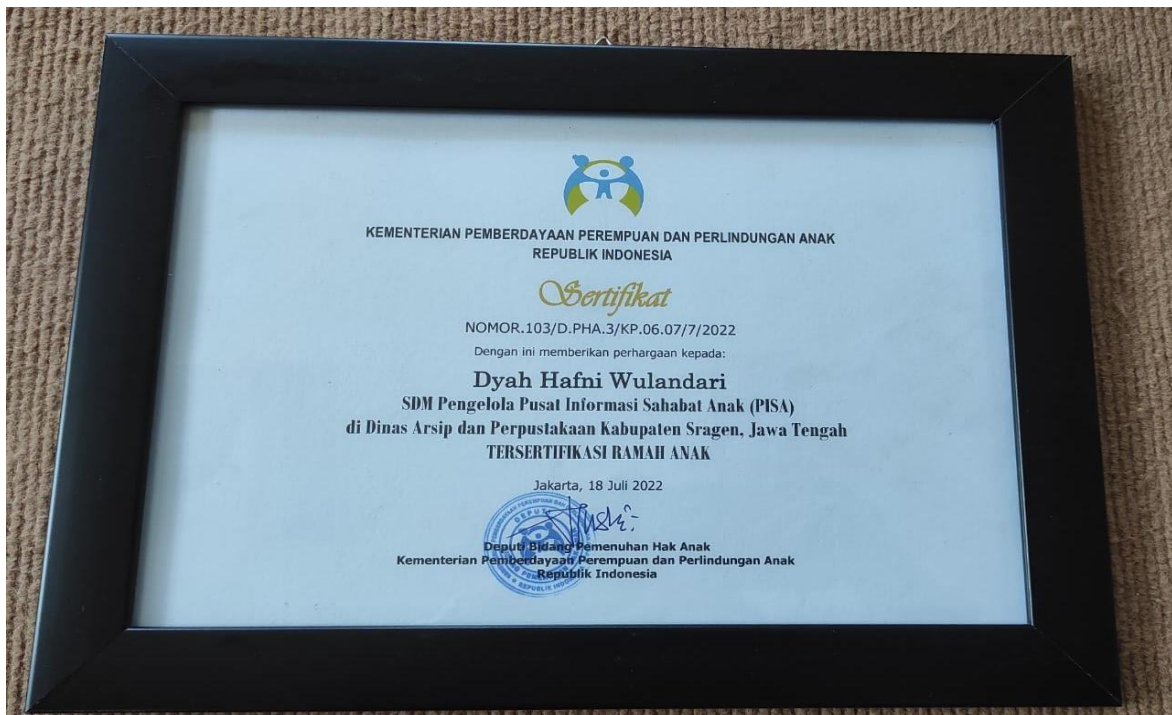 KEMENTERIAN PEMBERDAYAAN PEREMPUAN DAN PERLINDUNGAN ANAK
REPUBLIK INDONESIA
Sertifikat
NOMOR.103/D.PHA.3/KP.06.07/7/2022
Dengan ini memberikan perhargaan kepada:
Dyah Hafni Wulandari
SDM Pengelola Pusat Informasi Sahabat Anak (PISA)
di Dinas Arsip dan Perpustakaan Kabupaten Sragen, Jawa Tengah
TERSERTIFIKASI RAMAH ANAK
Jakarta, 18 Juli 2022
DEPUTI
Deputi Bidang Pemenuhan Hak Anak
Kementerian Pemberdayaan Perempuan dan Perlindungan Anak
Republik Indonesia